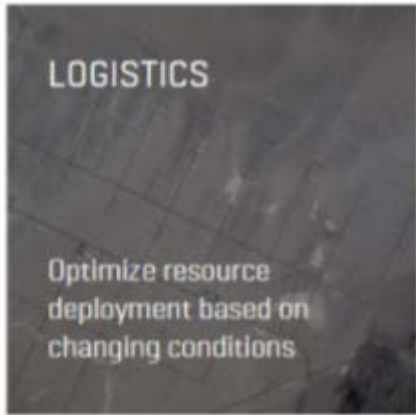 LOGISTICS
Optimize resource
deployment based on
changing conditions